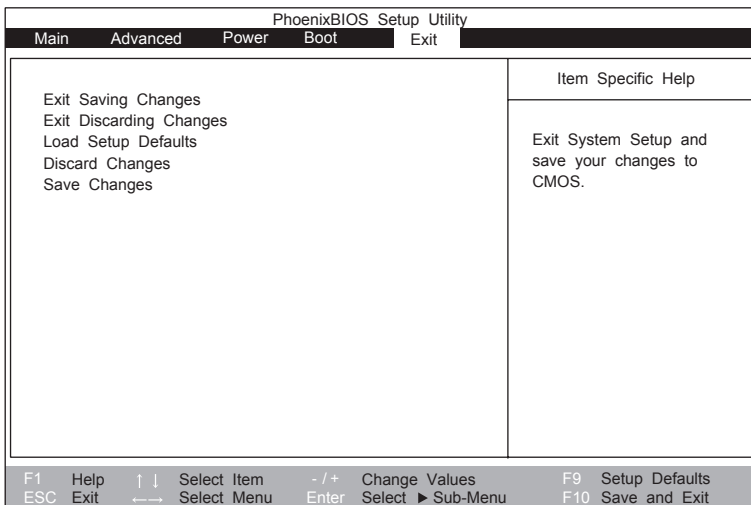 PhoenixBIOS Setup Utility
Main Advanced Power Boot Exit
Item Specific Help
Exit Saving Changes
Exit Discarding Changes
Load Setup Defaults
Discard Changes
Save Changes
Exit System Setup and
save your changes to
CMOS.
F1 Help ↑ ↓ Select Item - / + Change Values F9 Setup Defaults
ESC Exit ←→ Select Menu Enter Select ▶ Sub-Menu F10 Save and Exit